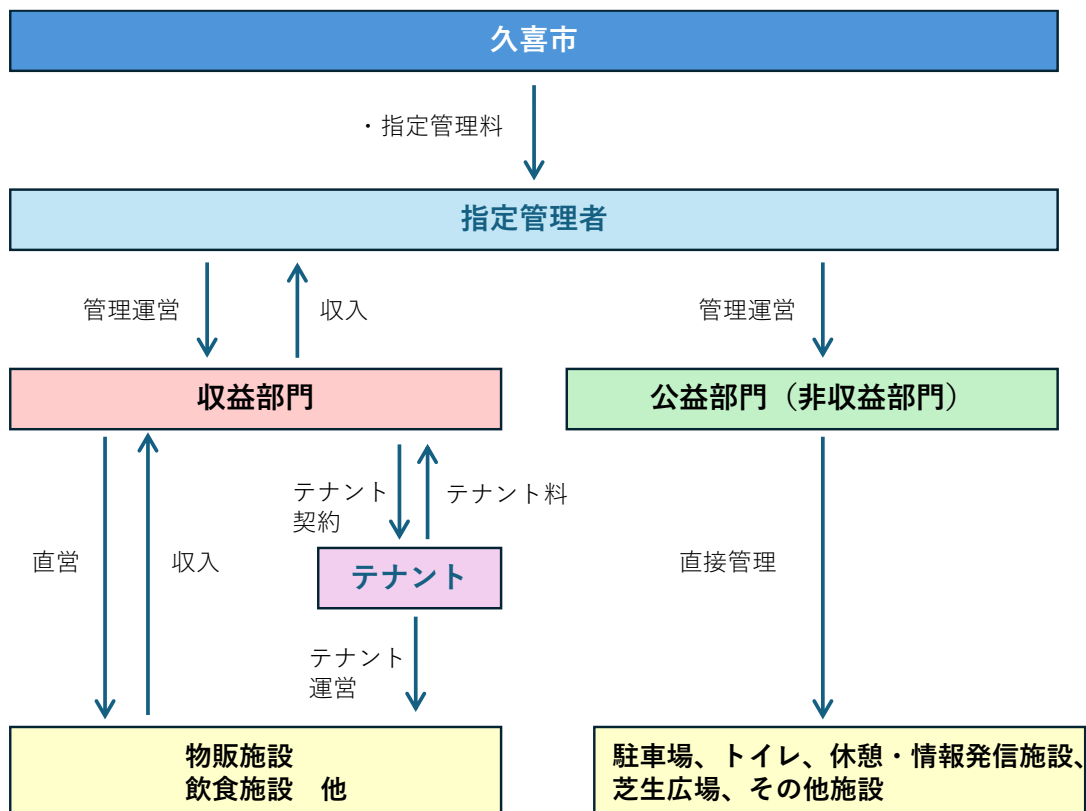 久喜市
・指定管理料
指定管理者
管理運営
収入
管理運営
収益部門
公益部門（非収益部門）
テナント
契約
テナント料
直営
収入
テナント
直接管理
テナント
運営
物販施設
飲食施設　他
駐車場、トイレ、休憩・情報発信施設、
芝生広場、その他施設